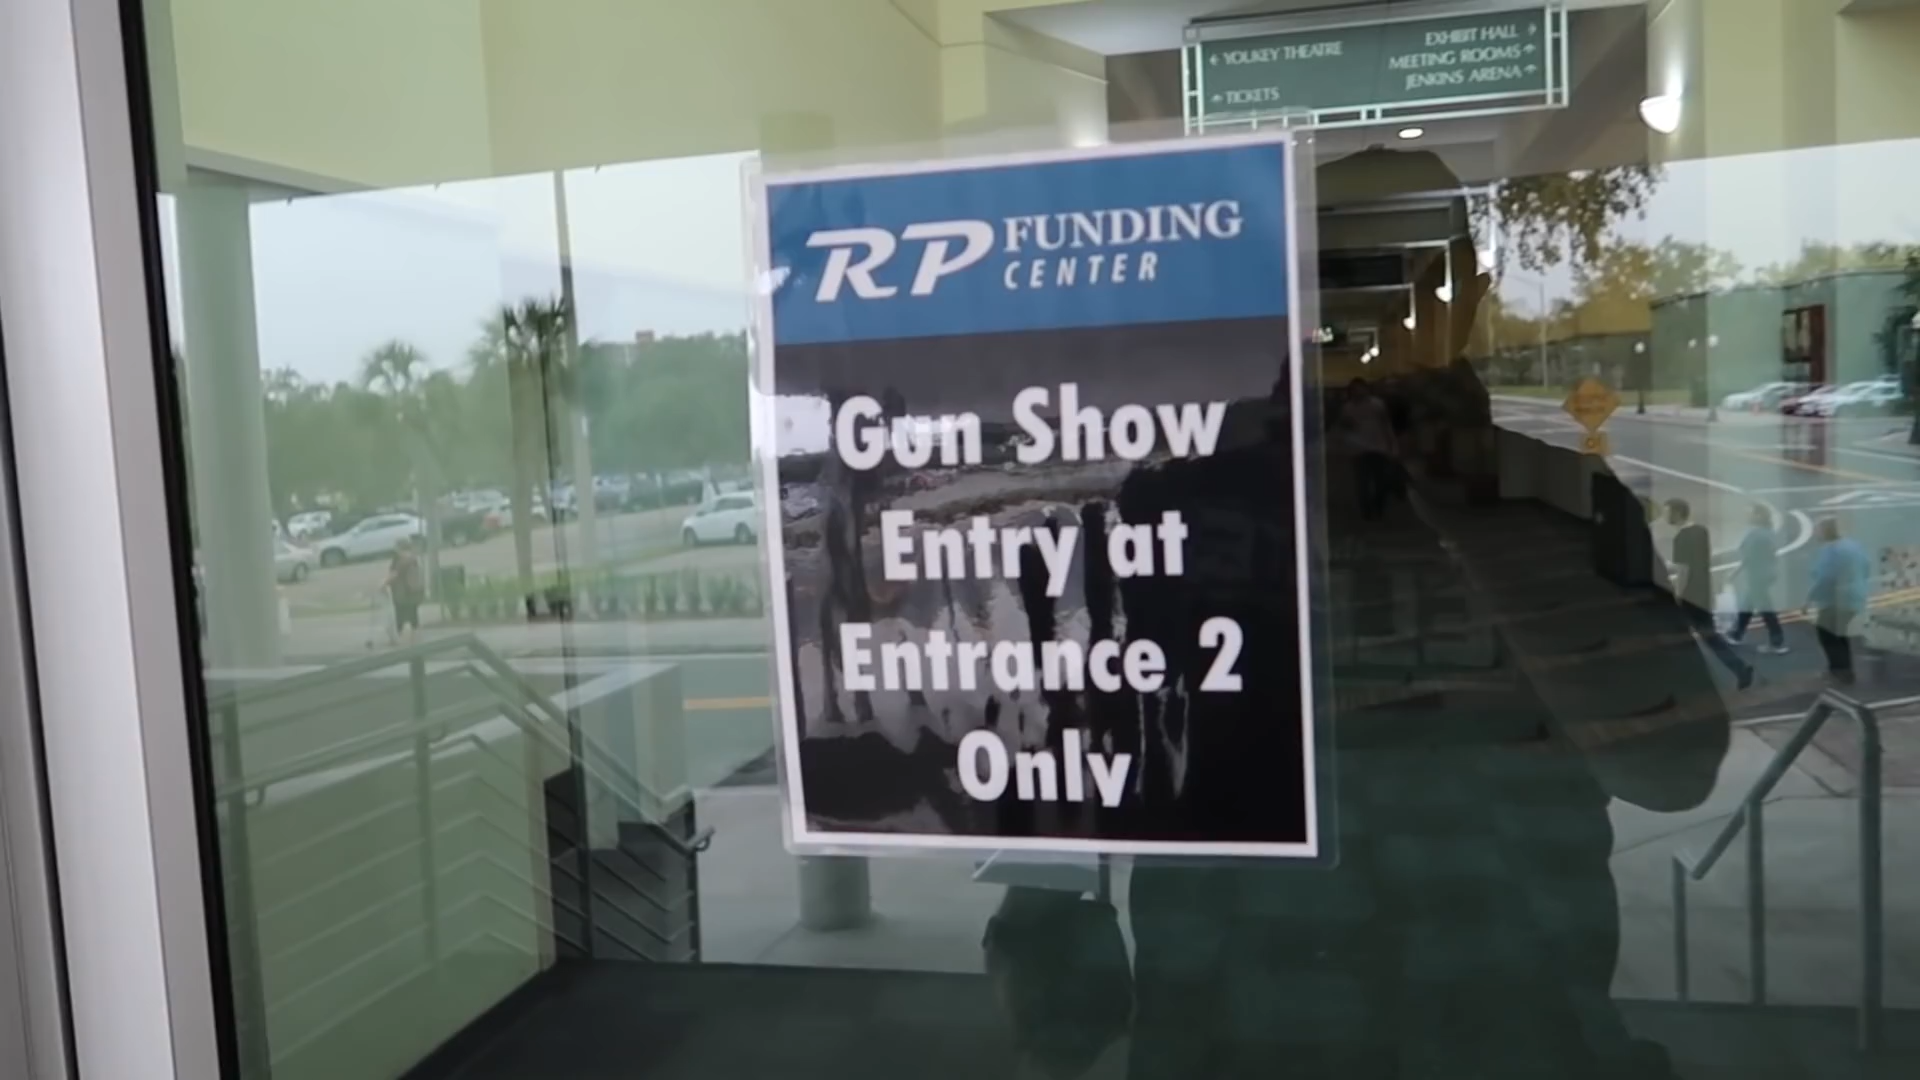 ← YOUKEY THEATRE
← TICKETS
EXHIBIT HALL →
MEETING ROOMS →
JENKINS ARENA →
RP FUNDING
CENTER
Gun Show
Entry at
Entrance 2
Only